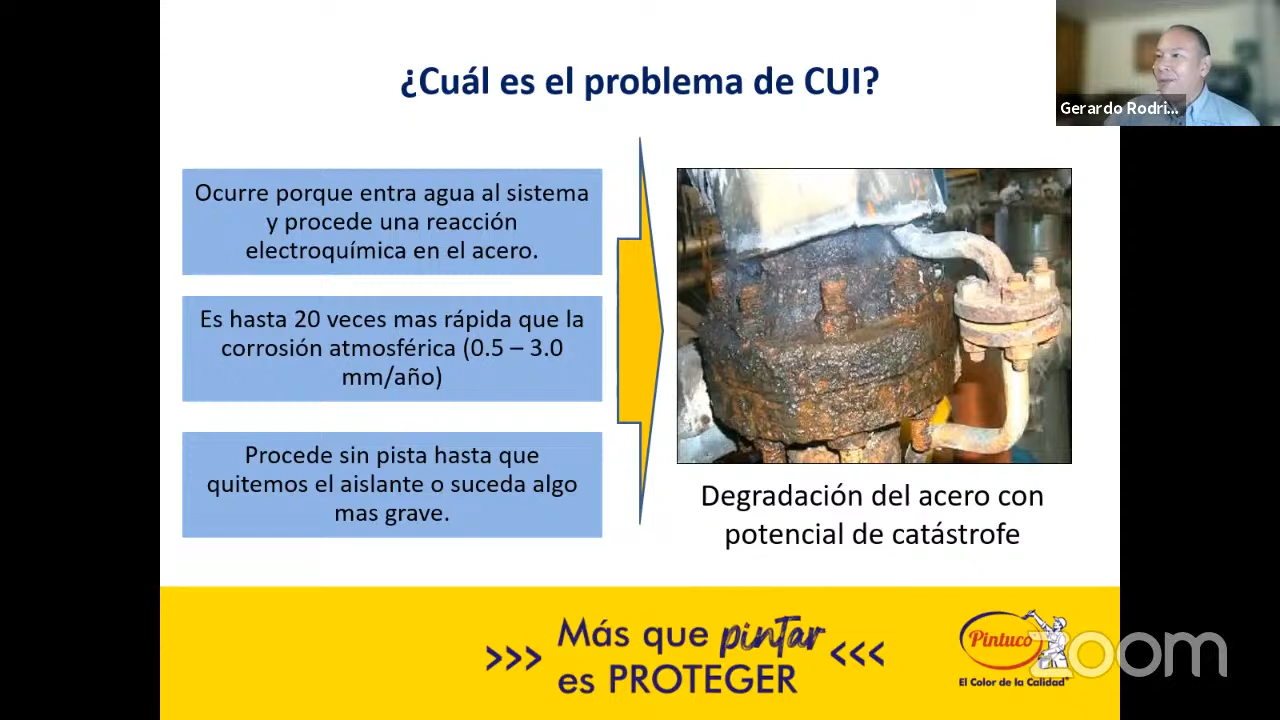 ¿Cuál es el problema de CUI?
Gerardo Rodri...
Ocurre porque entra agua al sistema
y procede una reacción
electroquímica en el acero.
Es hasta 20 veces mas rápida que la
corrosión atmosférica (0.5 – 3.0
mm/año)
Procede sin pista hasta que
quitemos el aislante o suceda algo
mas grave.
Degradación del acero con
potencial de catástrofe
>>> Más que pintar <<<
es PROTEGER
Pintuco
El Color de la Calidad®
zoom